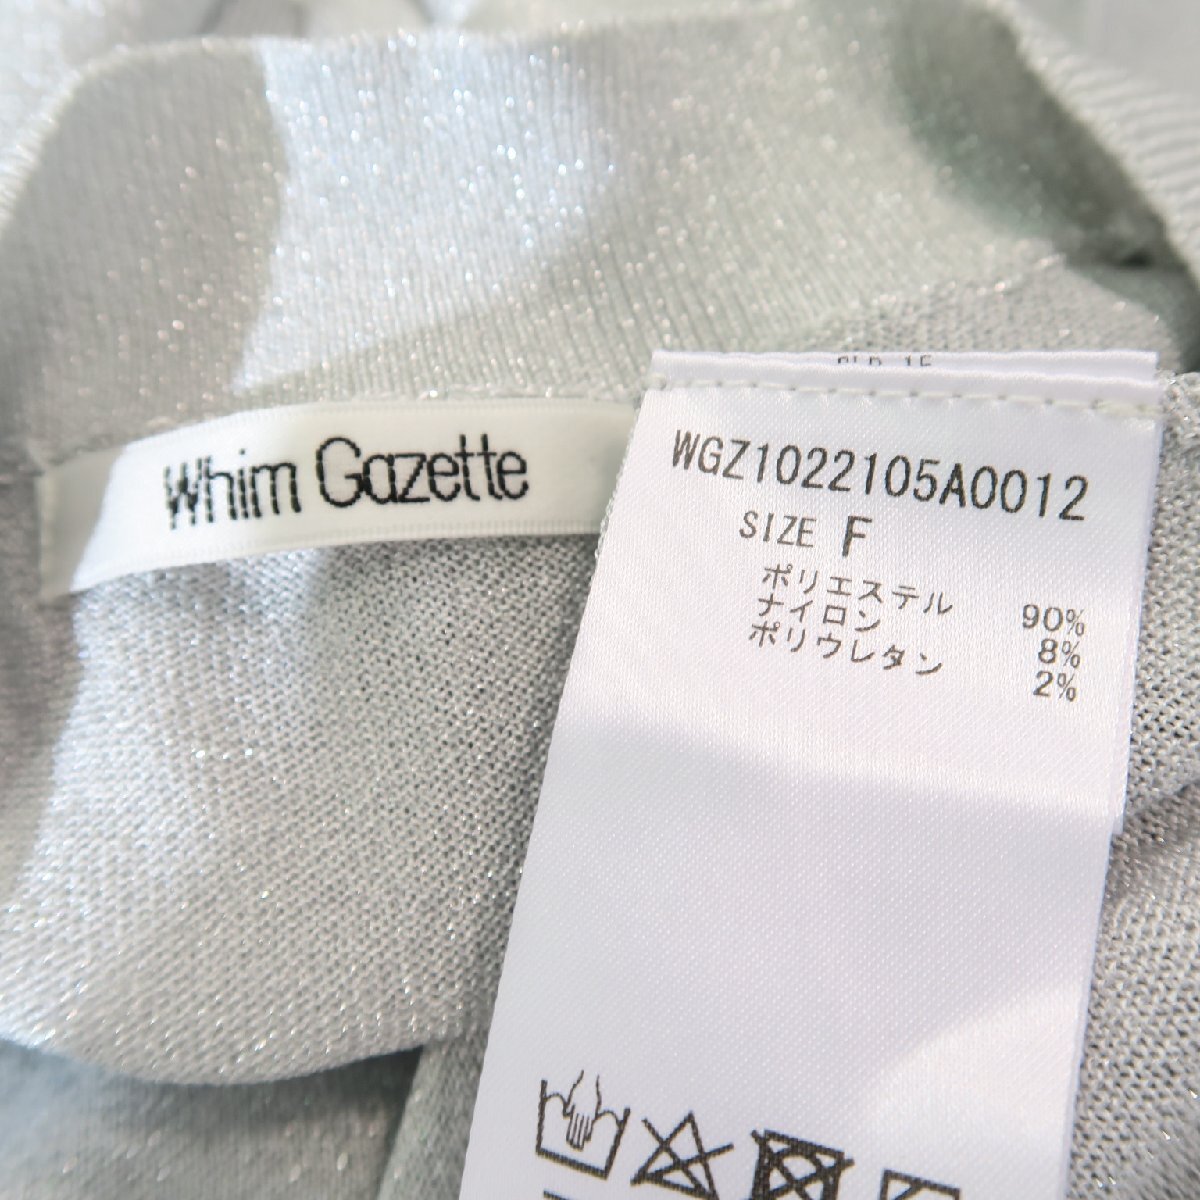 Whim Gazette
WGZ1022105A0012
SIZE F
ポリエステル 90%
ナイロン 8%
ポリウレタン 2%